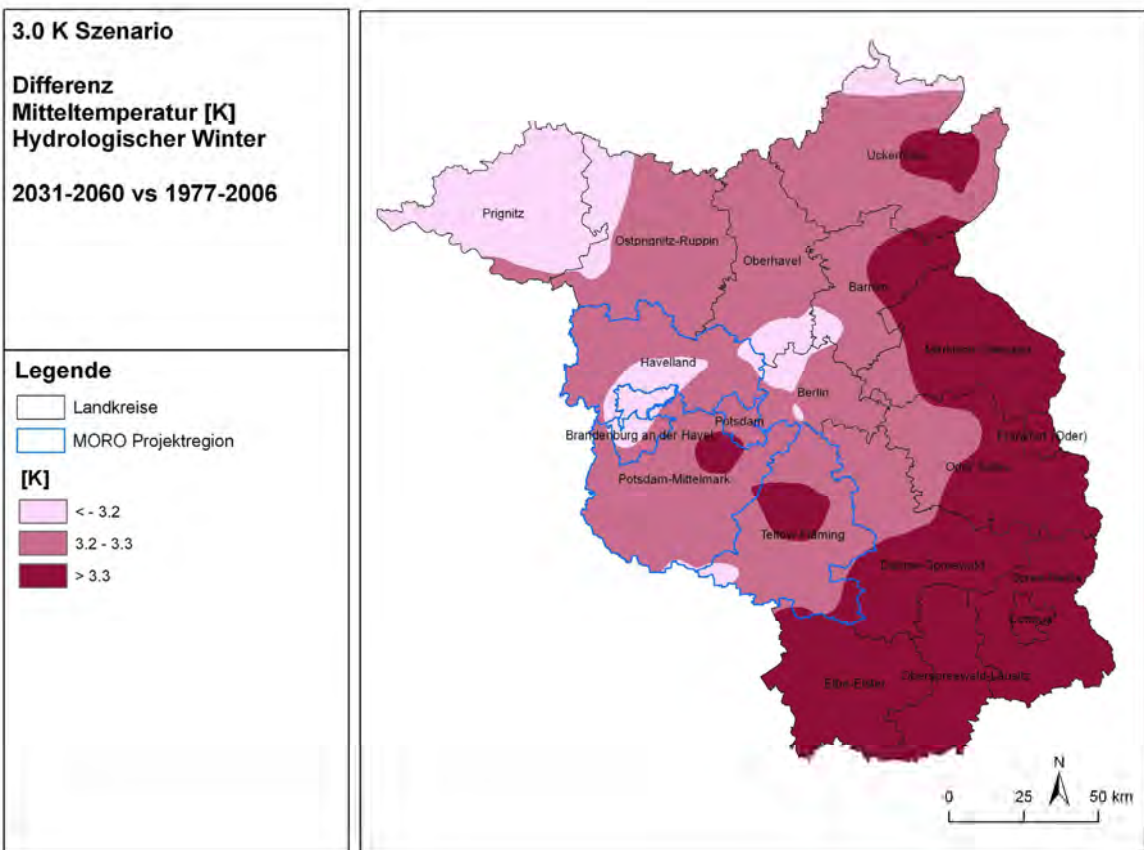 3.0 K Szenario
Differenz
Mitteltemperatur [K]
Hydrologischer Winter
2031-2060 vs 1977-2006
Legende
Landkreise
MORO Projektregion
[K]
< - 3.2
3.2 - 3.3
> 3.3
Uckermark
Prignitz
Ostprignitz-Ruppin
Oberhavel
Barnim
Märkisch-Oderland
Havelland
Berlin
Potsdam
Brandenburg an der Havel
Frankfurt (Oder)
Oder-Spree
Potsdam-Mittelmark
Teltow-Fläming
Dahme-Spreewald
Cottbus
Elbe-Elster
Oberspreewald-Lausitz
N
0 25 50 km